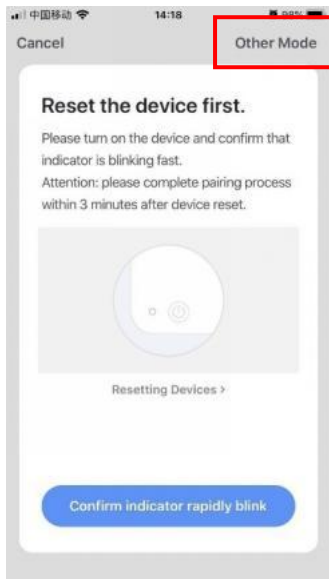 中国移动 14:18 98%
Cancel Other Mode
Reset the device first.
Please turn on the device and confirm that
indicator is blinking fast.
Attention: please complete pairing process
within 3 minutes after device reset.
Resetting Devices >
Confirm indicator rapidly blink